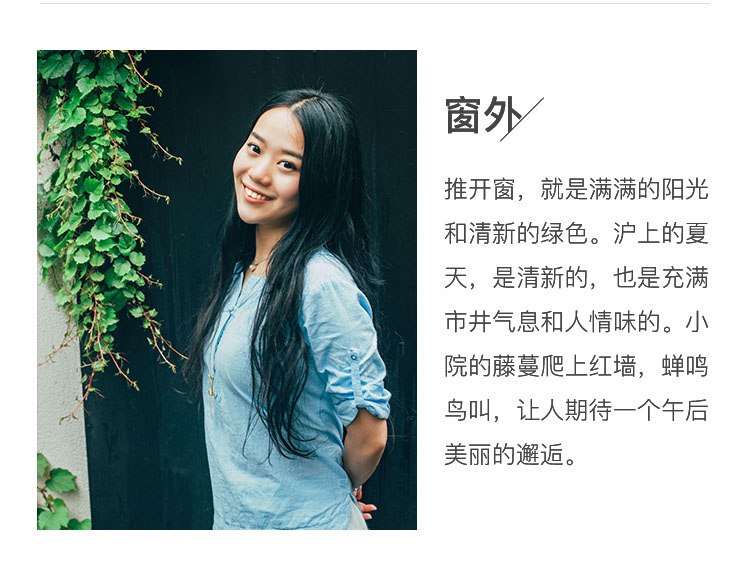 窗外
推开窗，就是满满的阳光
和清新的绿色。沪上的夏
天，是清新的，也是充满
市井气息和人情味的。小
院的藤蔓爬上红墙，蝉鸣
鸟叫，让人期待一个午后
美丽的邂逅。